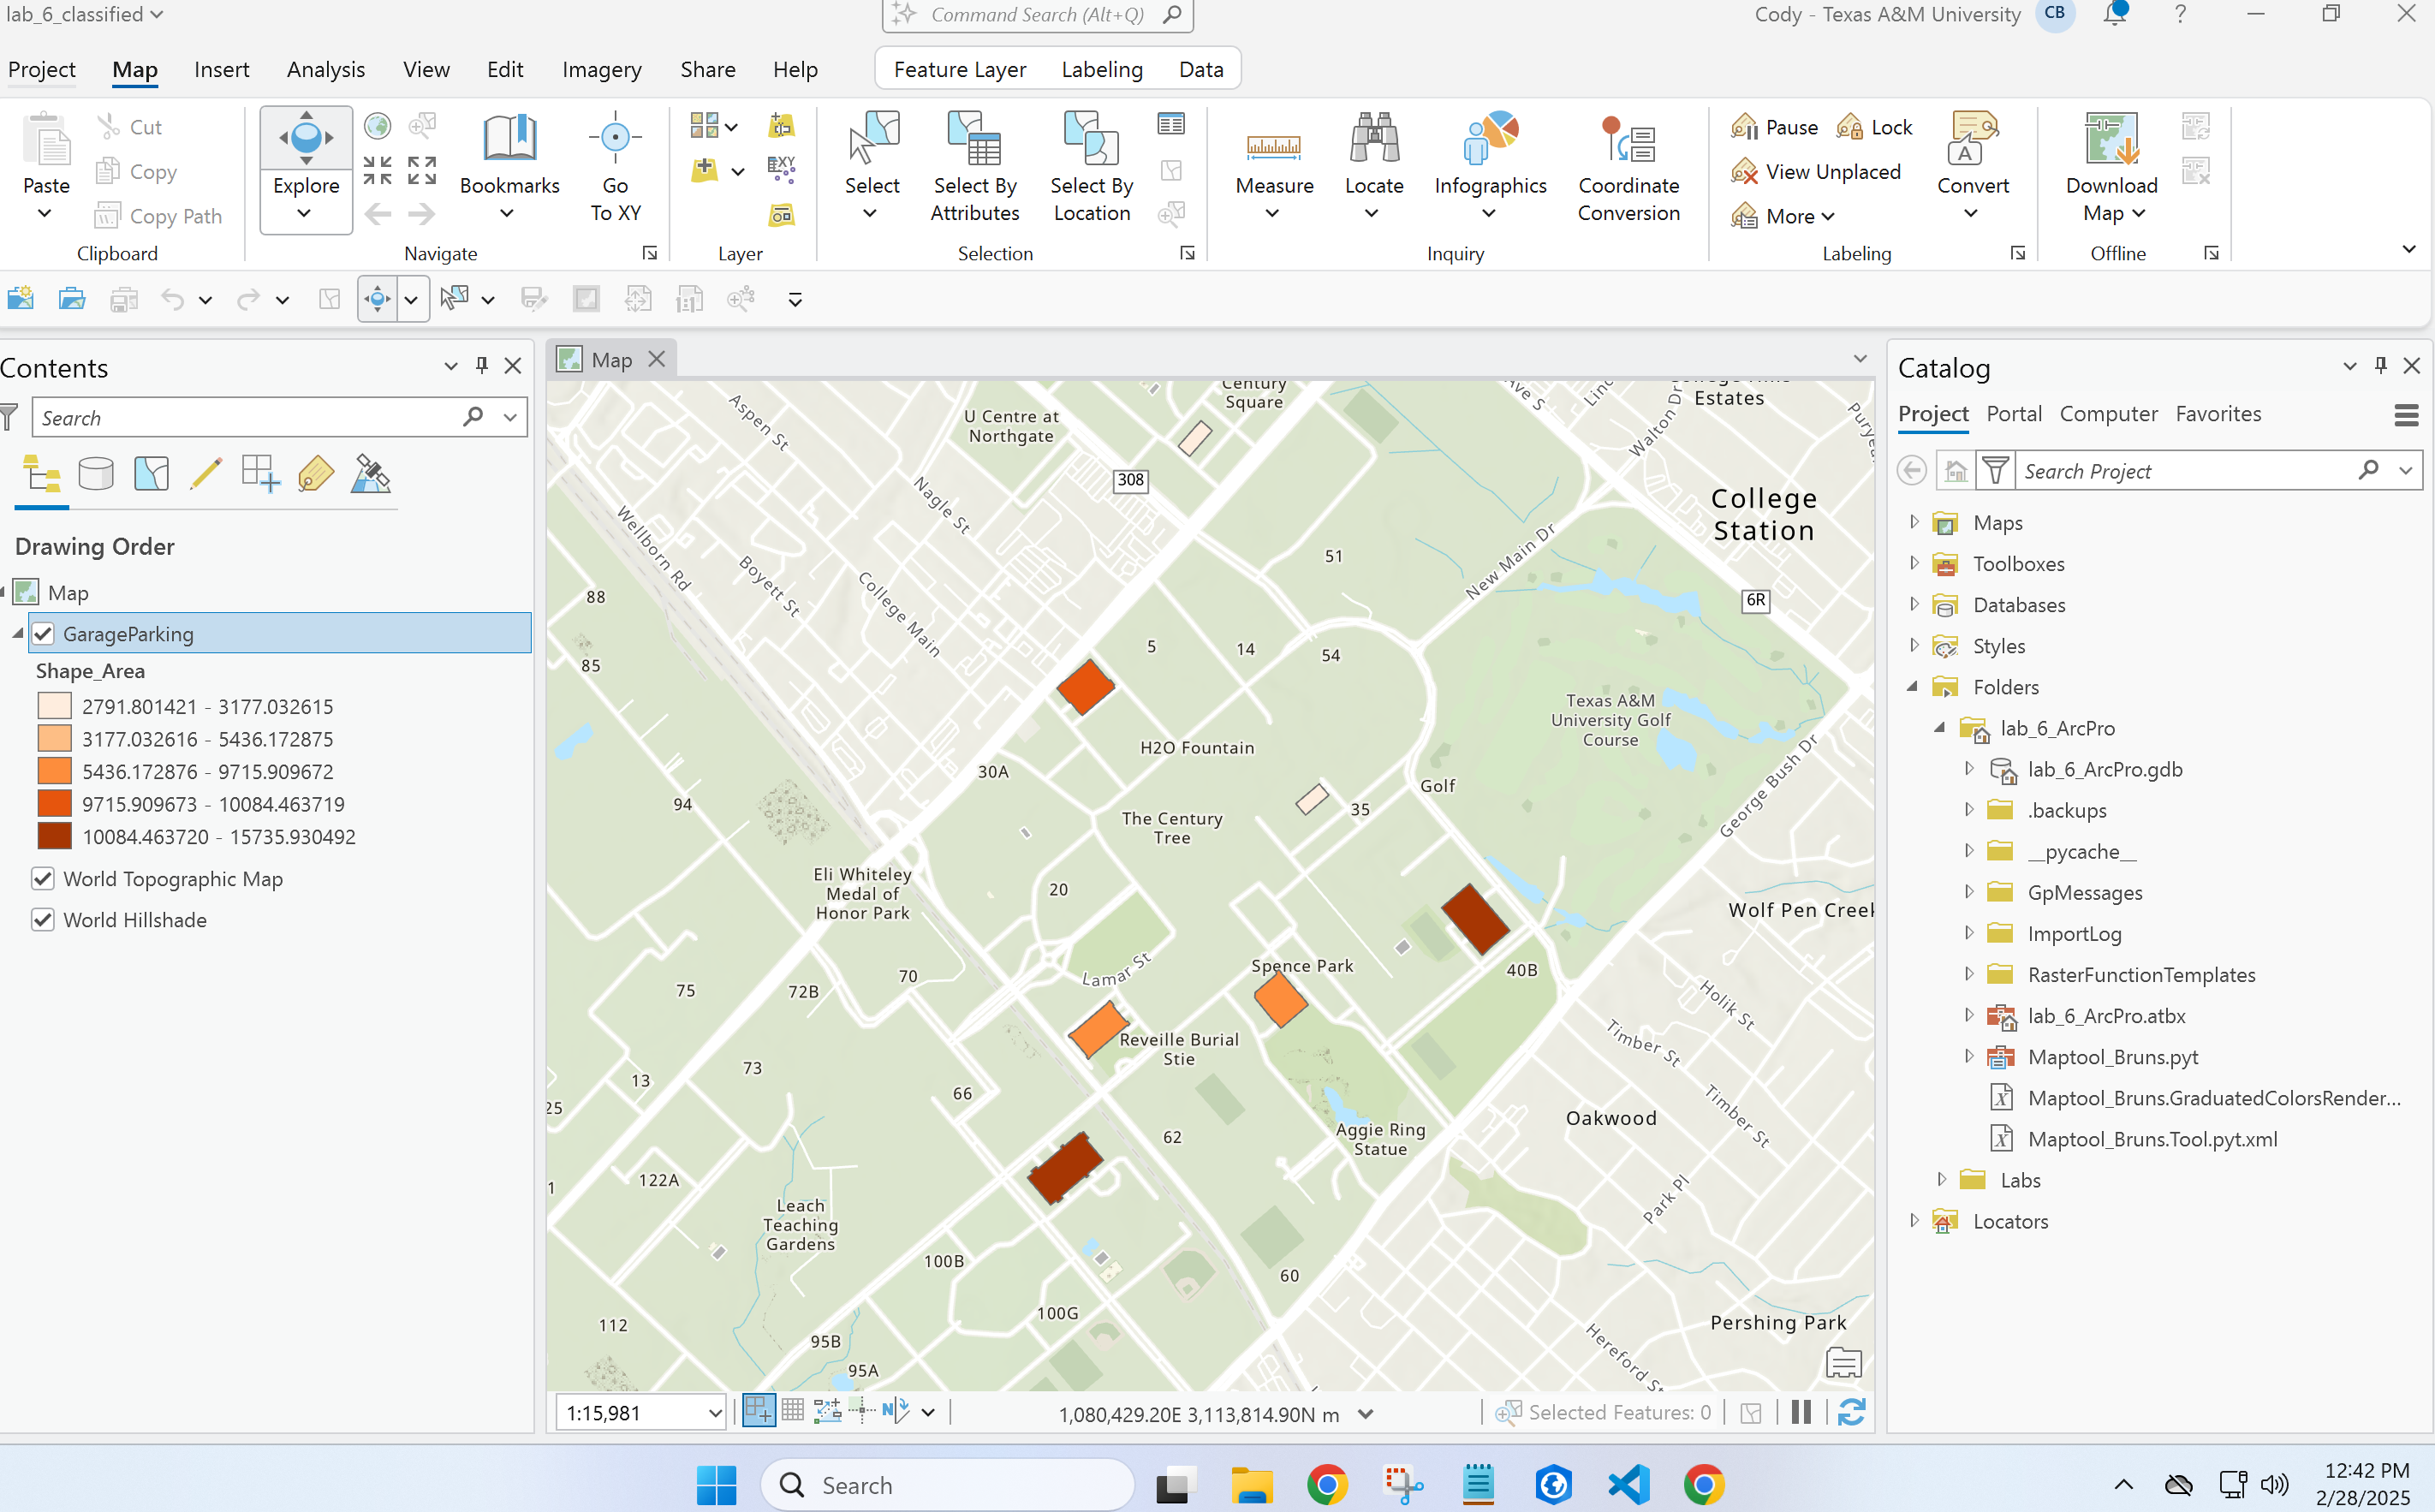 lab_6_classified
Command Search (Alt+Q)
Cody - Texas A&M University
CB
?
Project
Map
Insert
Analysis
View
Edit
Imagery
Share
Help
Feature Layer
Labeling
Data
Paste
Cut
Copy
Copy Path
Clipboard
Explore
Bookmarks
Go
To XY
Navigate
Layer
Select
Select By
Attributes
Select By
Location
Selection
Measure
Locate
Infographics
Coordinate
Conversion
Inquiry
Pause
Lock
View Unplaced
More
Convert
Labeling
Download
Map
Offline
Contents
Search
Drawing Order
Map
GarageParking
Shape_Area
2791.801421 - 3177.032615
3177.032616 - 5436.172875
5436.172876 - 9715.909672
9715.909673 - 10084.463719
10084.463720 - 15735.930492
World Topographic Map
World Hillshade
Map
Century
Square
U Centre at
Northgate
Aspen St
308
Nagle St
Wellborn Rd
Boyett St
College Main
Ave S
Walton Dr
Estates
College
Station
New Main Dr
6R
51
88
85
5
14
54
Texas A&M
University Golf
Course
H2O Fountain
30A
94
Golf
35
George Bush Dr
The Century
Tree
Eli Whiteley
Medal of
Honor Park
20
Wolf Pen Creek
Lamar St
Spence Park
40B
70
72B
75
Reveille Burial
Stie
Holik St
Timber St
Timber St
73
13
66
25
62
Aggie Ring
Statue
Oakwood
Park Pl
122A
1
Leach
Teaching
Gardens
100B
60
100G
112
95B
95A
Pershing Park
Hereford St
1:15,981
1,080,429.20E 3,113,814.90N m
Selected Features: 0
Catalog
Project
Portal
Computer
Favorites
Search Project
Maps
Toolboxes
Databases
Styles
Folders
lab_6_ArcPro
lab_6_ArcPro.gdb
.backups
__pycache__
GpMessages
ImportLog
RasterFunctionTemplates
lab_6_ArcPro.atbx
Maptool_Bruns.pyt
Maptool_Bruns.GraduatedColorsRender...
Maptool_Bruns.Tool.pyt.xml
Labs
Locators
Search
12:42 PM
2/28/2025